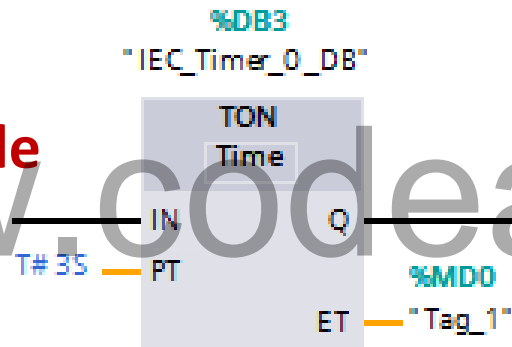 %DB3
"IEC_Timer_0_DB"
TON
Time
IN Q
T# 3S PT
%MD0
ET "Tag_1"